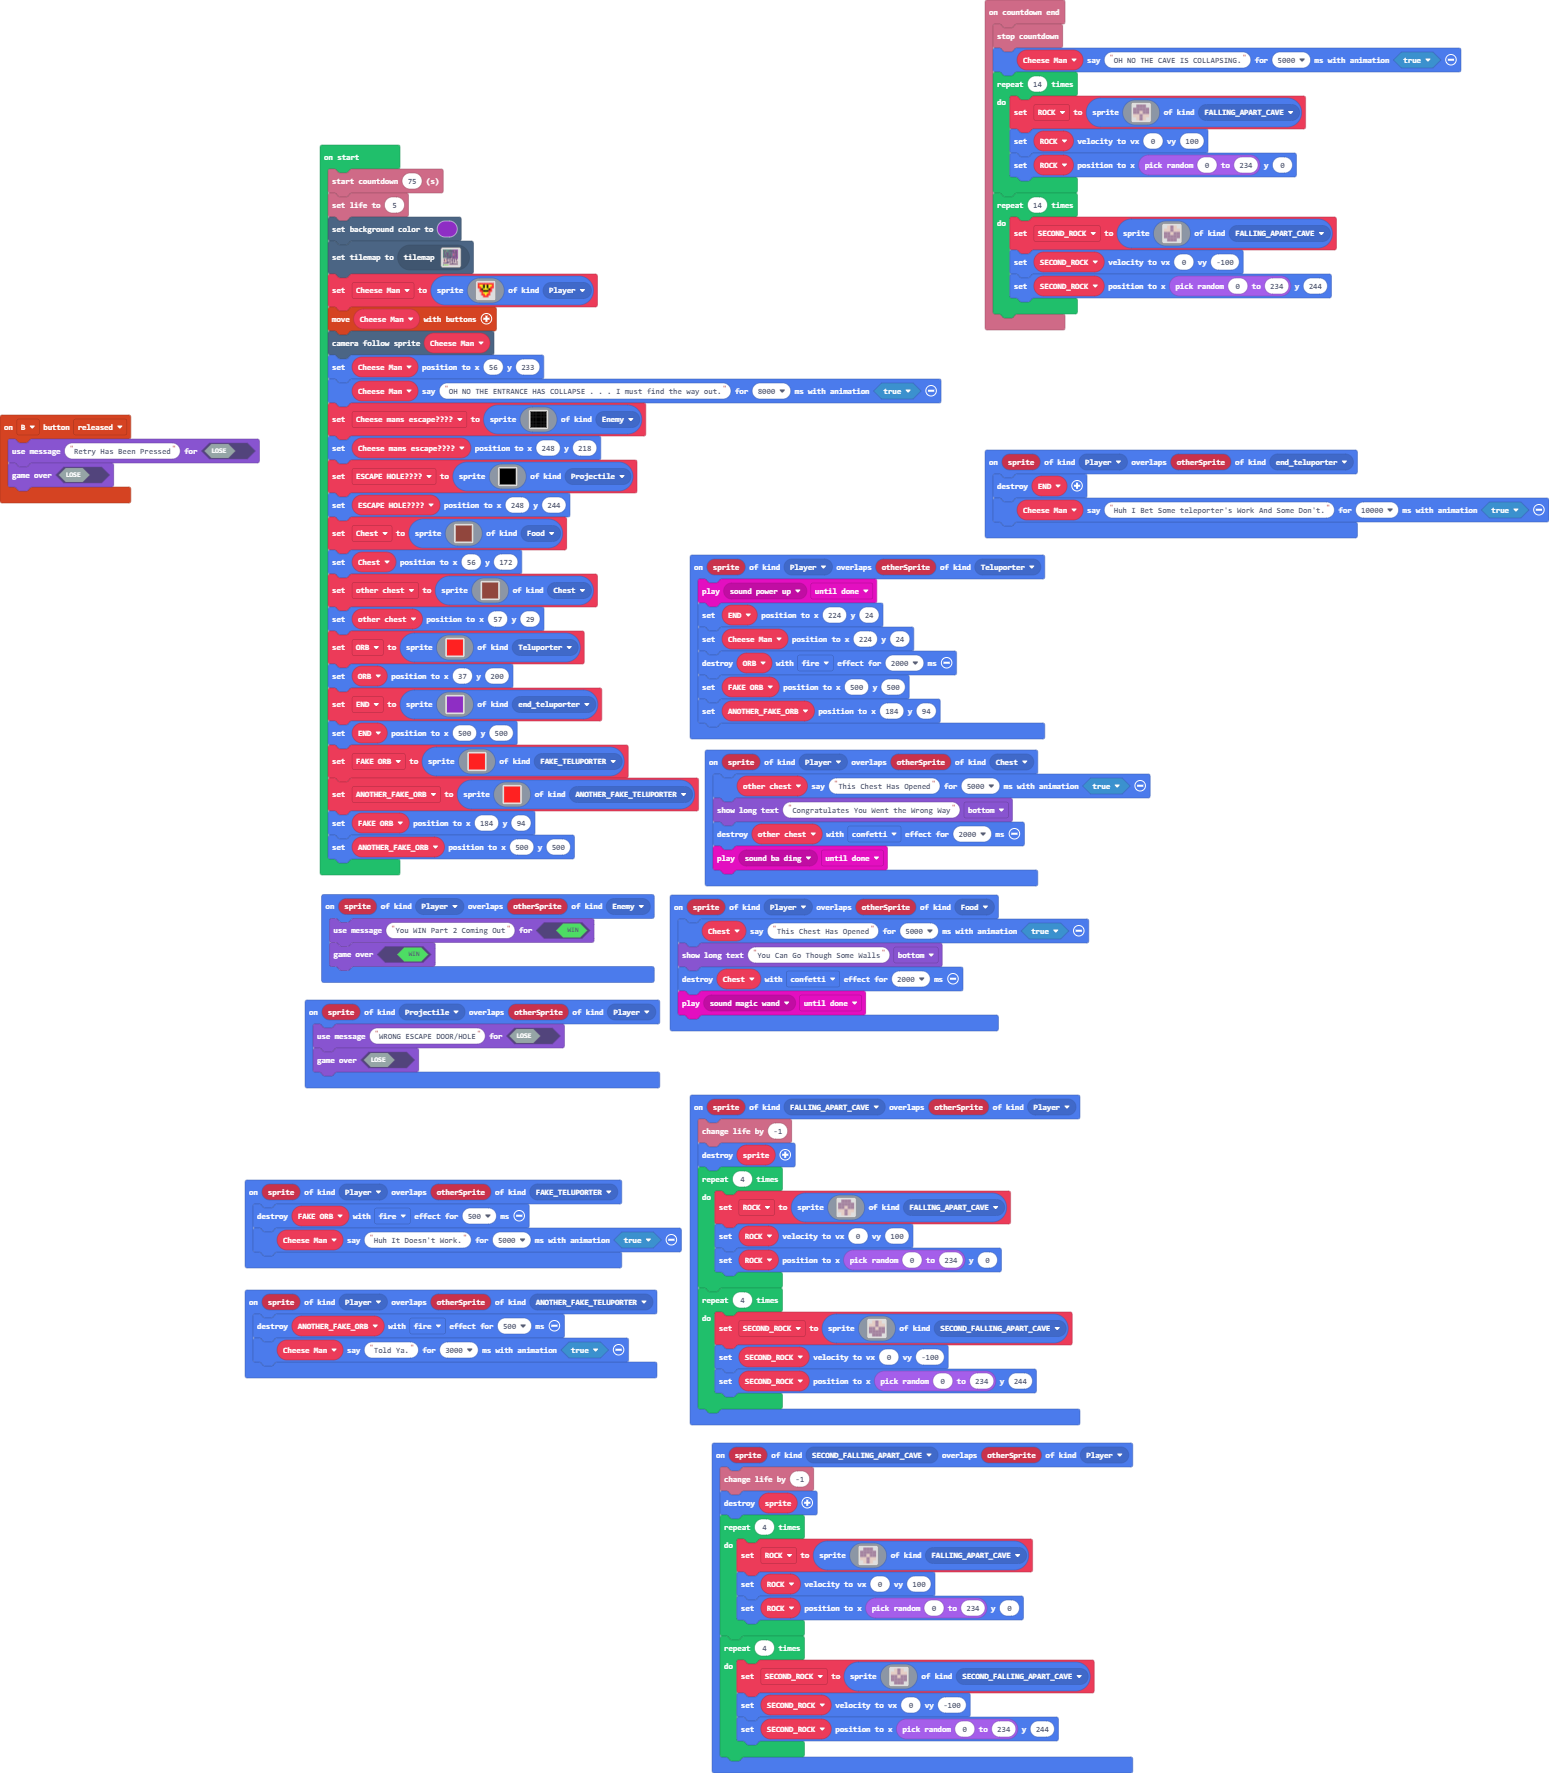 on countdown end
stop countdown
Cheese Man say "OH NO THE CAVE IS COLLAPSING." for 5000 ms with animation true
repeat 14 times
do
set ROCK to sprite of kind FALLING_APART_CAVE
set ROCK velocity to vx 0 vy 100
set ROCK position to x pick random 0 to 234 y 0
repeat 14 times
do
set SECOND_ROCK to sprite of kind FALLING_APART_CAVE
set SECOND_ROCK velocity to vx 0 vy -100
set SECOND_ROCK position to x pick random 0 to 234 y 244
on start
start countdown 75 (s)
set life to 5
set background color to
set tilemap to tilemap
set Cheese Man to sprite of kind Player
move Cheese Man with buttons
camera follow sprite Cheese Man
set Cheese Man position to x 56 y 233
Cheese Man say "OH NO THE ENTRANCE HAS COLLAPSE . . . I must find the way out." for 8000 ms with animation true
set Cheese mans escape???? to sprite of kind Enemy
set Cheese mans escape???? position to x 248 y 218
set ESCAPE HOLE???? to sprite of kind Projectile
set ESCAPE HOLE???? position to x 248 y 244
set Chest to sprite of kind Food
set Chest position to x 56 y 172
set other chest to sprite of kind Chest
set other chest position to x 57 y 29
set ORB to sprite of kind Teluporter
set ORB position to x 37 y 200
set END to sprite of kind end_teluporter
set END position to x 500 y 500
set FAKE ORB to sprite of kind FAKE_TELUPORTER
set ANOTHER_FAKE_ORB to sprite of kind ANOTHER_FAKE_TELUPORTER
set FAKE ORB position to x 184 y 94
set ANOTHER_FAKE_ORB position to x 500 y 500
on B button released
use message "Retry Has Been Pressed" for LOSE
game over LOSE
on sprite of kind Player overlaps otherSprite of kind end_teluporter
destroy END
Cheese Man say "Huh I Bet Some teleporter's Work And Some Don't." for 10000 ms with animation true
on sprite of kind Player overlaps otherSprite of kind Teluporter
play sound power up until done
set END position to x 224 y 24
set Cheese Man position to x 224 y 24
destroy ORB with fire effect for 2000 ms
set FAKE ORB position to x 500 y 500
set ANOTHER_FAKE_ORB position to x 184 y 94
on sprite of kind Player overlaps otherSprite of kind Chest
other chest say "This Chest Has Opened" for 5000 ms with animation true
show long text "Congratulates You Went the Wrong Way" bottom
destroy other chest with confetti effect for 2000 ms
play sound ba ding until done
on sprite of kind Player overlaps otherSprite of kind Enemy
use message "You WIN Part 2 Coming Out" for WIN
game over WIN
on sprite of kind Player overlaps otherSprite of kind Food
Chest say "This Chest Has Opened" for 5000 ms with animation true
show long text "You Can Go Though Some Walls" bottom
destroy Chest with confetti effect for 2000 ms
play sound magic wand until done
on sprite of kind Projectile overlaps otherSprite of kind Player
use message "WRONG ESCAPE DOOR/HOLE" for LOSE
game over LOSE
on sprite of kind FALLING_APART_CAVE overlaps otherSprite of kind Player
change life by -1
destroy sprite
repeat 4 times
do
set ROCK to sprite of kind FALLING_APART_CAVE
set ROCK velocity to vx 0 vy 100
set ROCK position to x pick random 0 to 234 y 0
repeat 4 times
do
set SECOND_ROCK to sprite of kind SECOND_FALLING_APART_CAVE
set SECOND_ROCK velocity to vx 0 vy -100
set SECOND_ROCK position to x pick random 0 to 234 y 244
on sprite of kind Player overlaps otherSprite of kind FAKE_TELUPORTER
destroy FAKE ORB with fire effect for 500 ms
Cheese Man say "Huh It Doesn't Work." for 5000 ms with animation true
on sprite of kind Player overlaps otherSprite of kind ANOTHER_FAKE_TELUPORTER
destroy ANOTHER_FAKE_ORB with fire effect for 500 ms
Cheese Man say "Told Ya." for 3000 ms with animation true
on sprite of kind SECOND_FALLING_APART_CAVE overlaps otherSprite of kind Player
change life by -1
destroy sprite
repeat 4 times
do
set ROCK to sprite of kind FALLING_APART_CAVE
set ROCK velocity to vx 0 vy 100
set ROCK position to x pick random 0 to 234 y 0
repeat 4 times
do
set SECOND_ROCK to sprite of kind SECOND_FALLING_APART_CAVE
set SECOND_ROCK velocity to vx 0 vy -100
set SECOND_ROCK position to x pick random 0 to 234 y 244